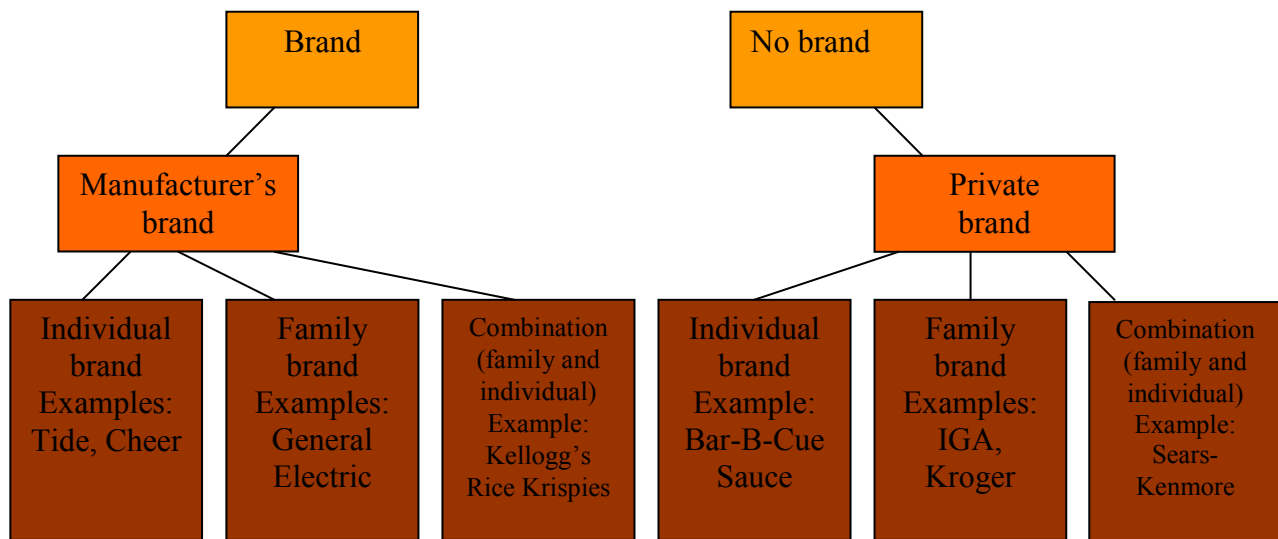 Brand
No brand
Manufacturer’s
brand
Private
brand
Individual
brand
Examples:
Tide, Cheer
Family
brand
Examples:
General
Electric
Combination
(family and
individual)
Example:
Kellogg’s
Rice Krispies
Individual
brand
Example:
Bar-B-Cue
Sauce
Family
brand
Examples:
IGA,
Kroger
Combination
(family and
individual)
Example:
Sears-
Kenmore